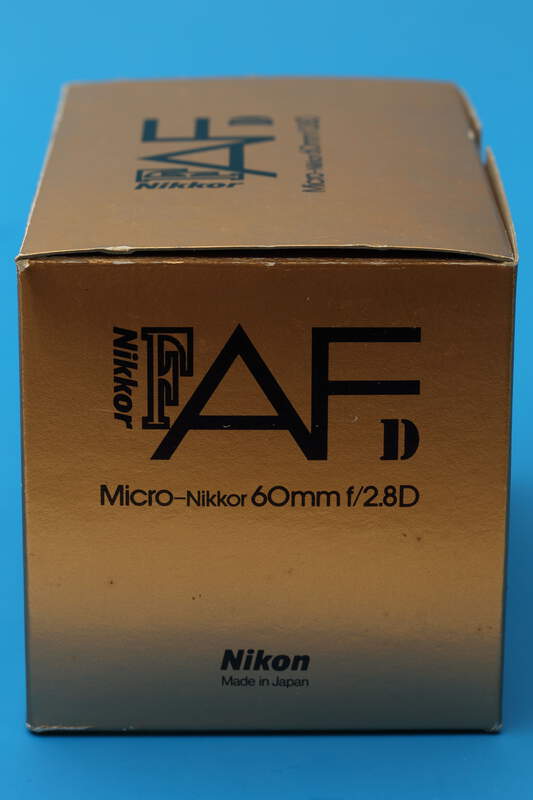 AF D
F
Nikkor
Micro-Nikkor 60mm f/2.8D
Nikkor
F
AF
D
Micro-Nikkor 60mm f/2.8D
Nikon
Made in Japan